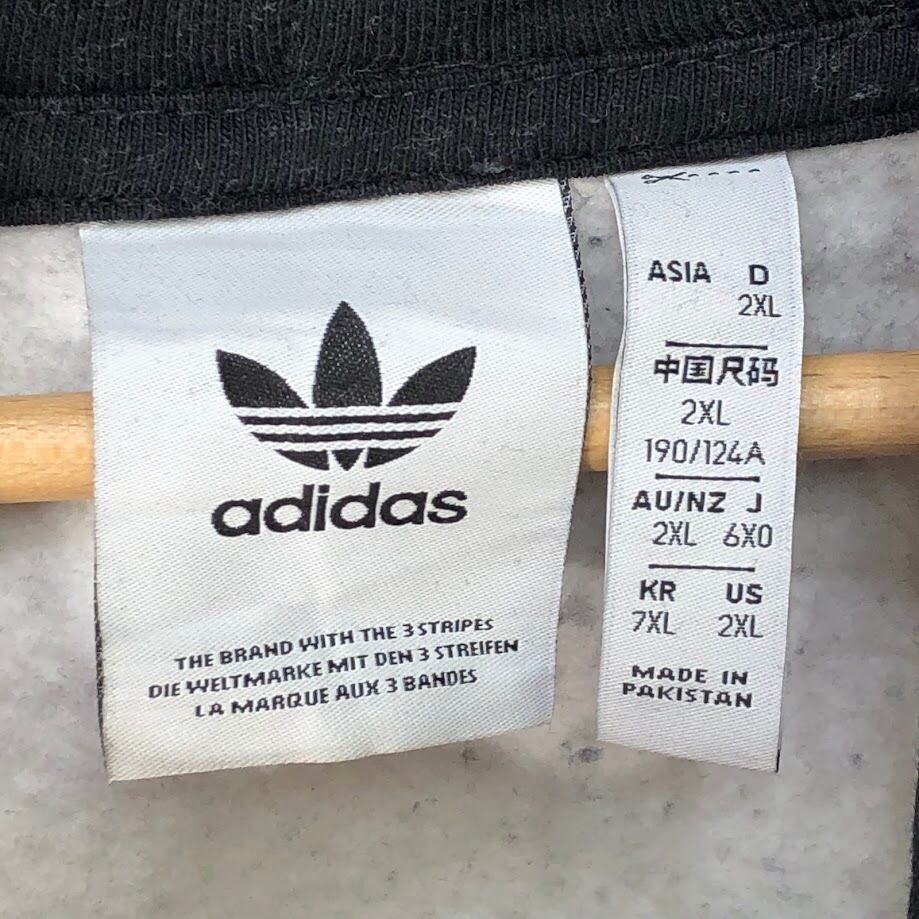 adidas
THE BRAND WITH THE 3 STRIPES
DIE WELTMARKE MIT DEN 3 STREIFEN
LA MARQUE AUX 3 BANDES
ASIA D
2XL
中国尺码
2XL
190/124A
AU/NZ J
2XL 6XO
KR US
7XL 2XL
MADE IN
PAKISTAN